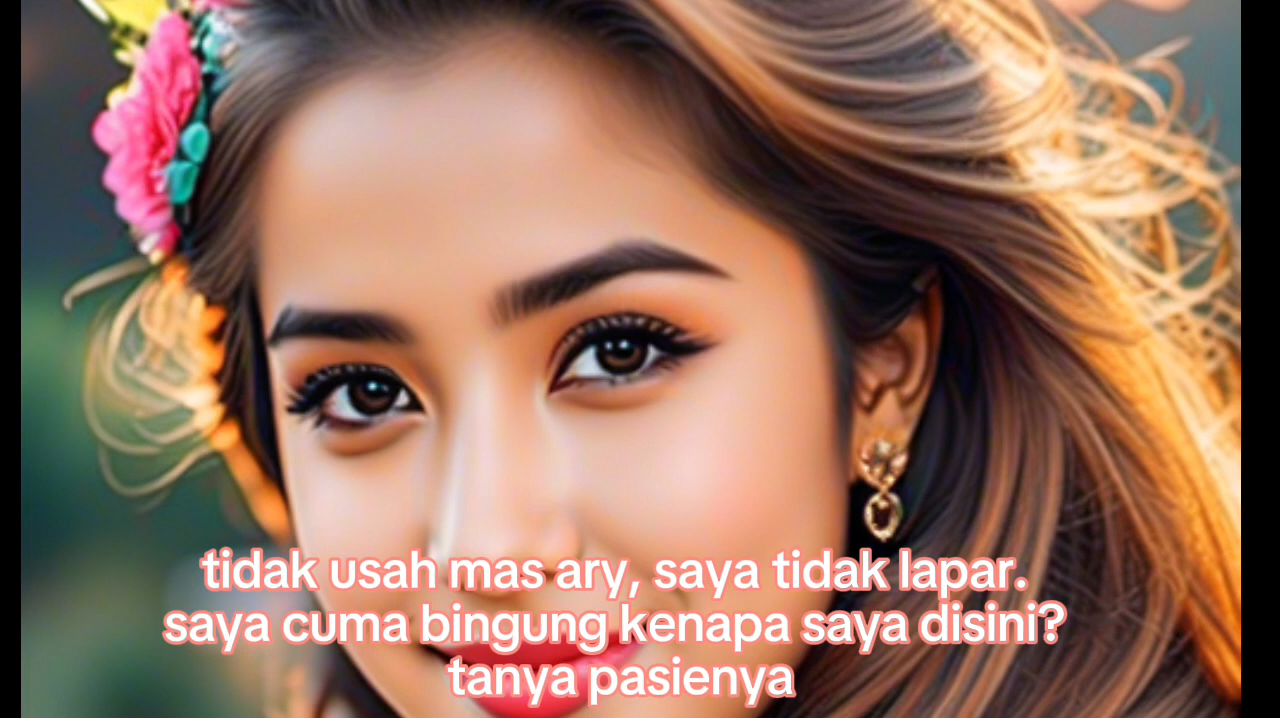 tidak usah mas ary, saya tidak lapar.
saya cuma bingung kenapa saya disini?
tanya pasienya